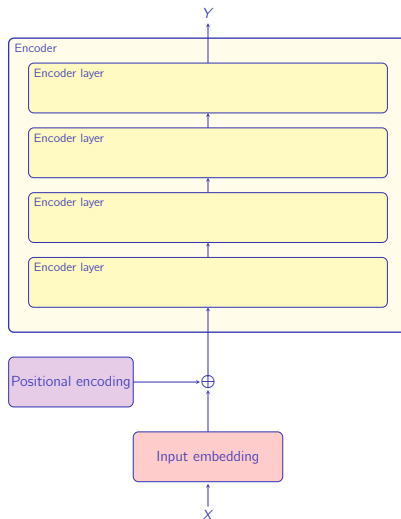 Y
Encoder
Encoder layer
Encoder layer
Encoder layer
Encoder layer
Positional encoding
Input embedding
X